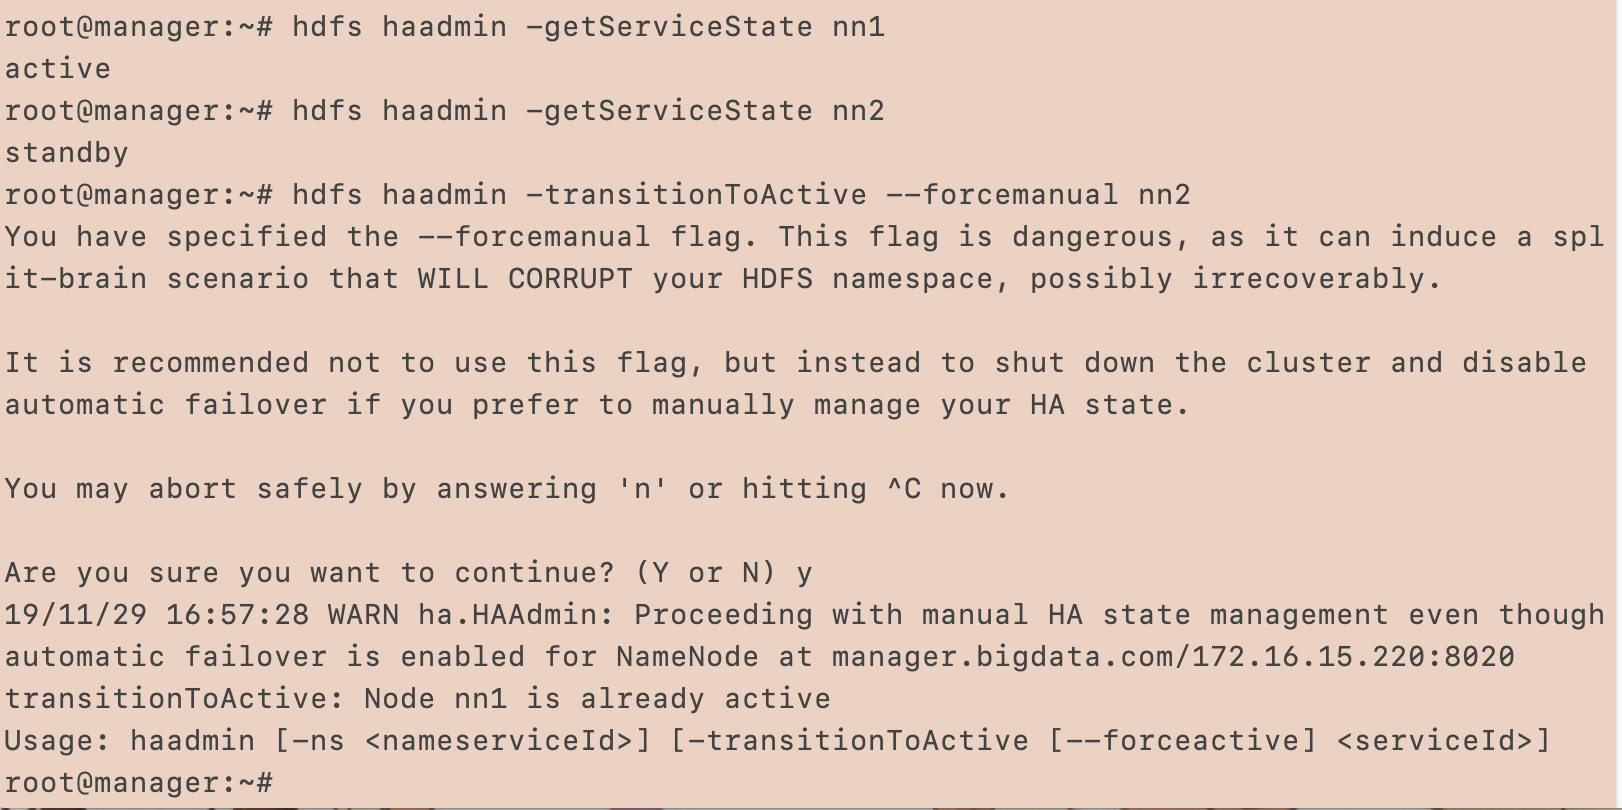 root@manager:~# hdfs haadmin -getServiceState nn1
active
root@manager:~# hdfs haadmin -getServiceState nn2
standby
root@manager:~# hdfs haadmin -transitionToActive --forcemanual nn2
You have specified the --forcemanual flag. This flag is dangerous, as it can induce a spl
it-brain scenario that WILL CORRUPT your HDFS namespace, possibly irrecoverably.
It is recommended not to use this flag, but instead to shut down the cluster and disable
automatic failover if you prefer to manually manage your HA state.
You may abort safely by answering 'n' or hitting ^C now.
Are you sure you want to continue? (Y or N) y
19/11/29 16:57:28 WARN ha.HAAdmin: Proceeding with manual HA state management even though
automatic failover is enabled for NameNode at manager.bigdata.com/172.16.15.220:8020
transitionToActive: Node nn1 is already active
Usage: haadmin [-ns <nameserviceId>] [-transitionToActive [--forceactive] <serviceId>]
root@manager:~#